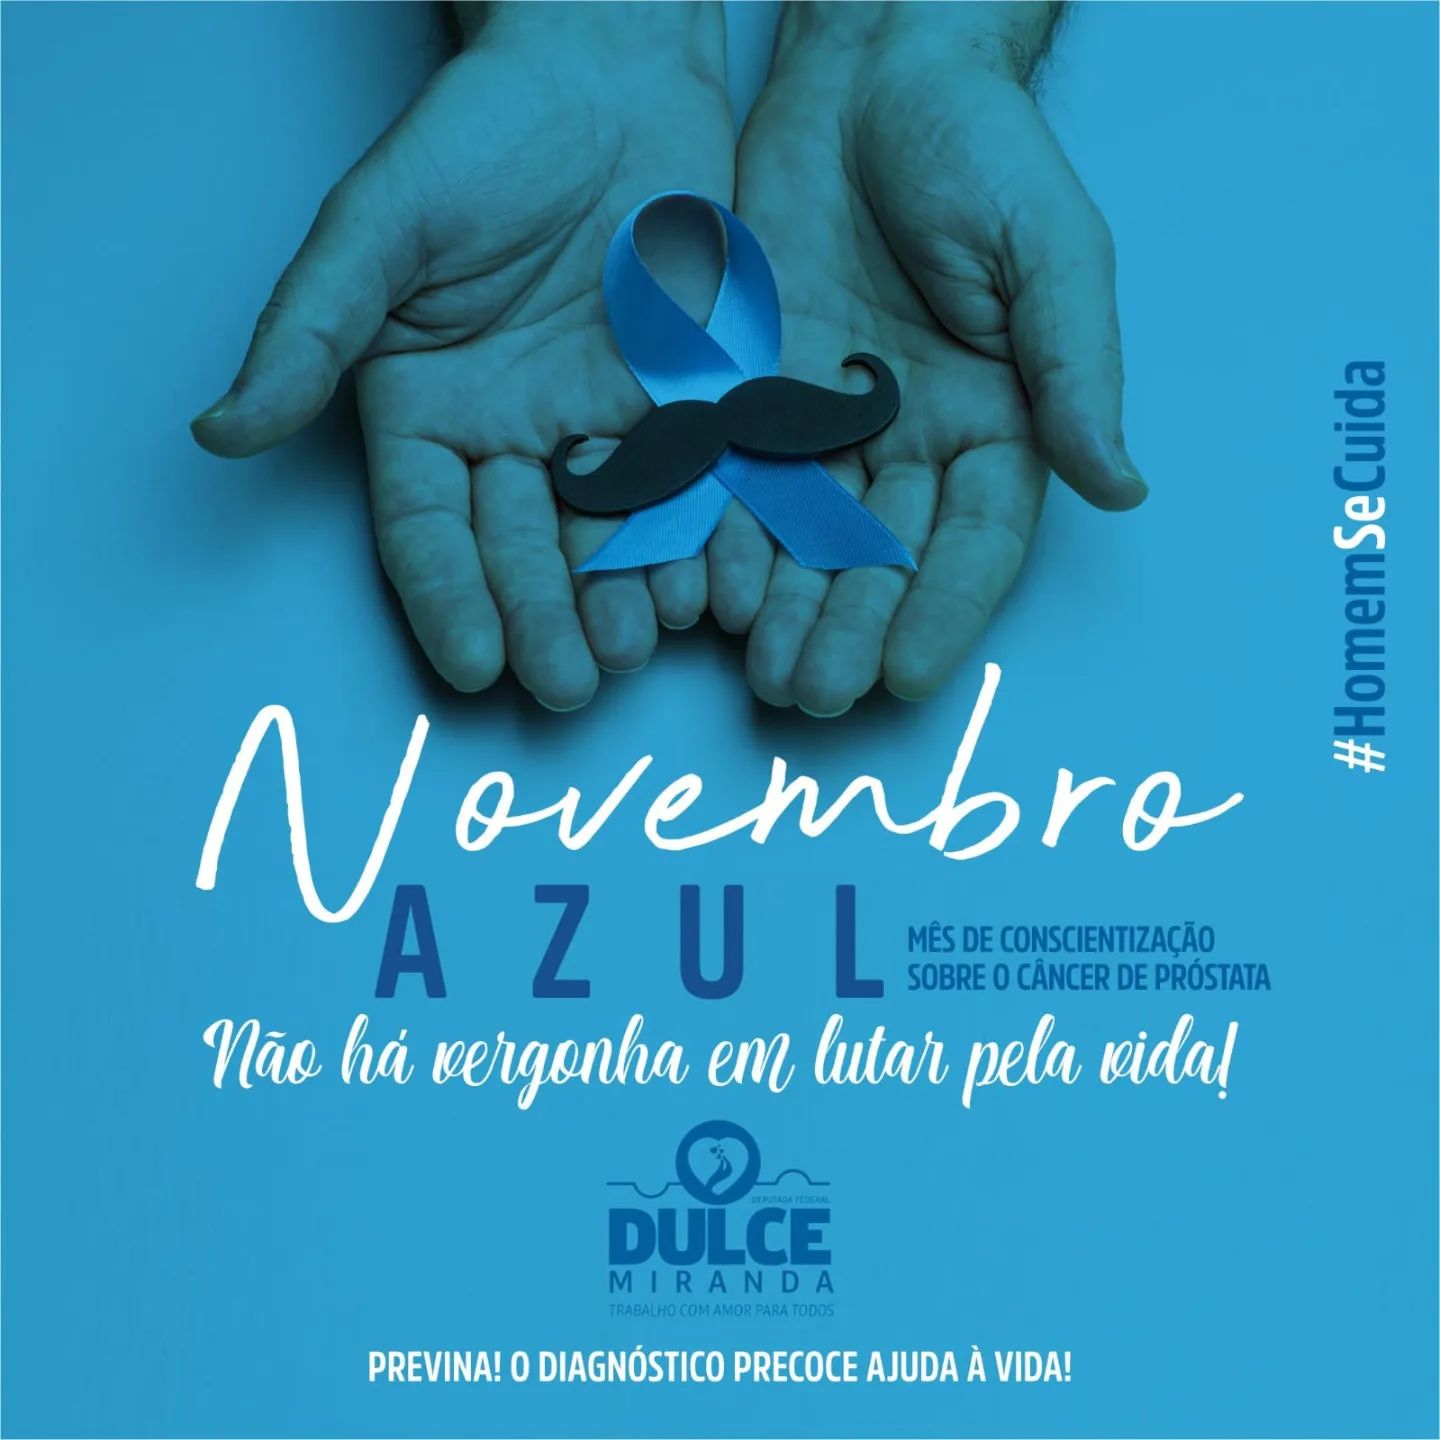 #HomemSeCuida
Novembro
AZUL
MÊS DE CONSCIENTIZAÇÃO
SOBRE O CÂNCER DE PRÓSTATA
Não há vergonha em lutar pela vida!
DEPUTADA FEDERAL
DULCE
MIRANDA
TRABALHO COM AMOR PARA TODOS
PREVINA! O DIAGNÓSTICO PRECOCE AJUDA À VIDA!